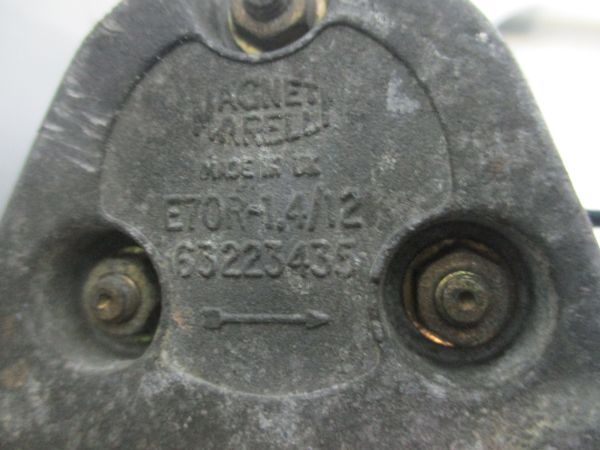 MAGNETI
MARELLI
MADE IN UK
E70R-1,4/12
63223435